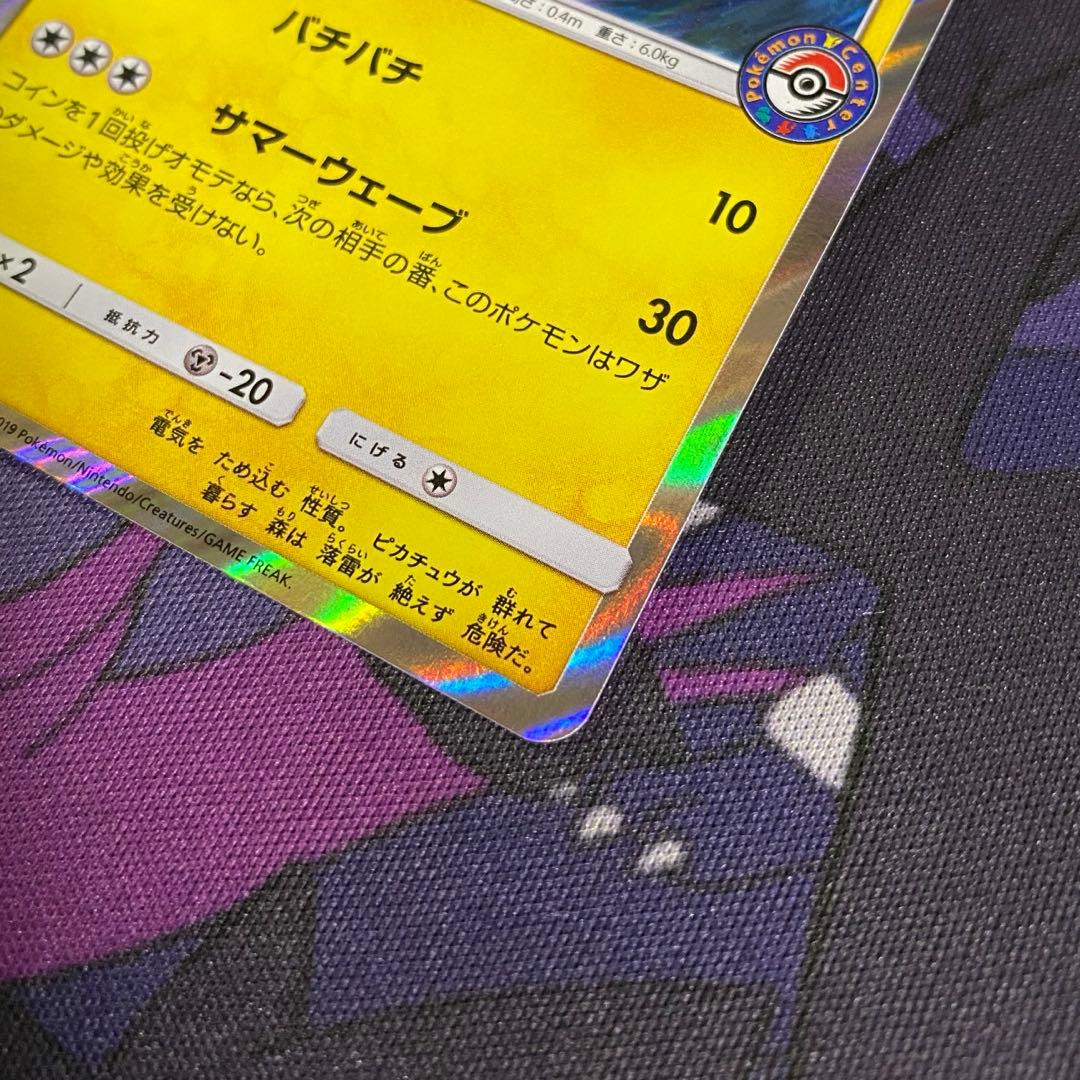 高さ：0.4m 重さ：6.0kg
Pokémon Center
バチバチ 10
サマーウェーブ 30
コインを1回投げオモテなら、次の相手の番、このポケモンはワザ
のダメージや効果を受けない。
×2 抵抗力 -20
にげる
電気を ため込む 性質。 ピカチュウが 群れて
暮らす 森は 落雷が 絶えず 危険だ。
019 Pokémon/Nintendo/Creatures/GAME FREAK.